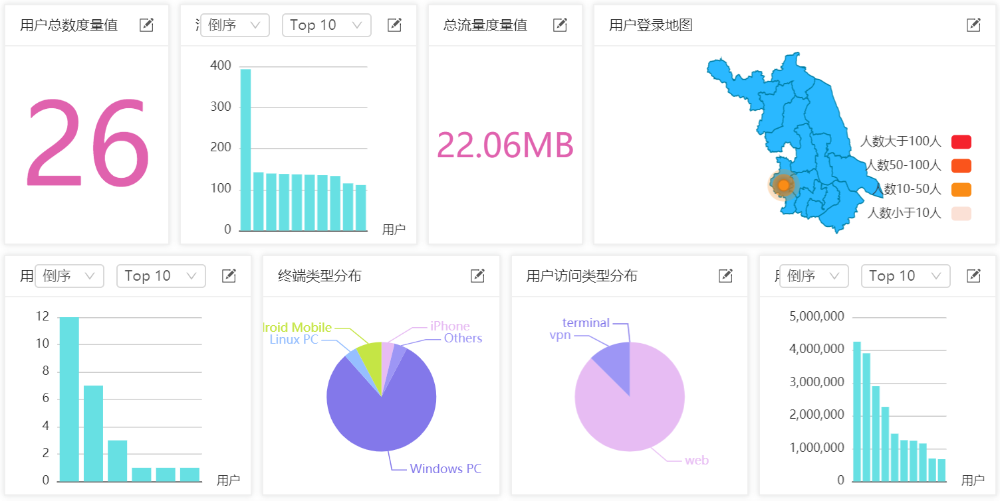 用户总数度量值
26
倒序
Top 10
400
300
200
100
0
用户
总流量度量值
22.06MB
用户登录地图
人数大于100人
人数50-100人
人数10-50人
人数小于10人
用
倒序
Top 10
12
10
8
6
4
2
0
用户
终端类型分布
droid Mobile
Linux PC
iPhone
Others
Windows PC
用户访问类型分布
terminal
vpn
web
倒序
Top 10
5,000,000
4,000,000
3,000,000
2,000,000
1,000,000
0
用户